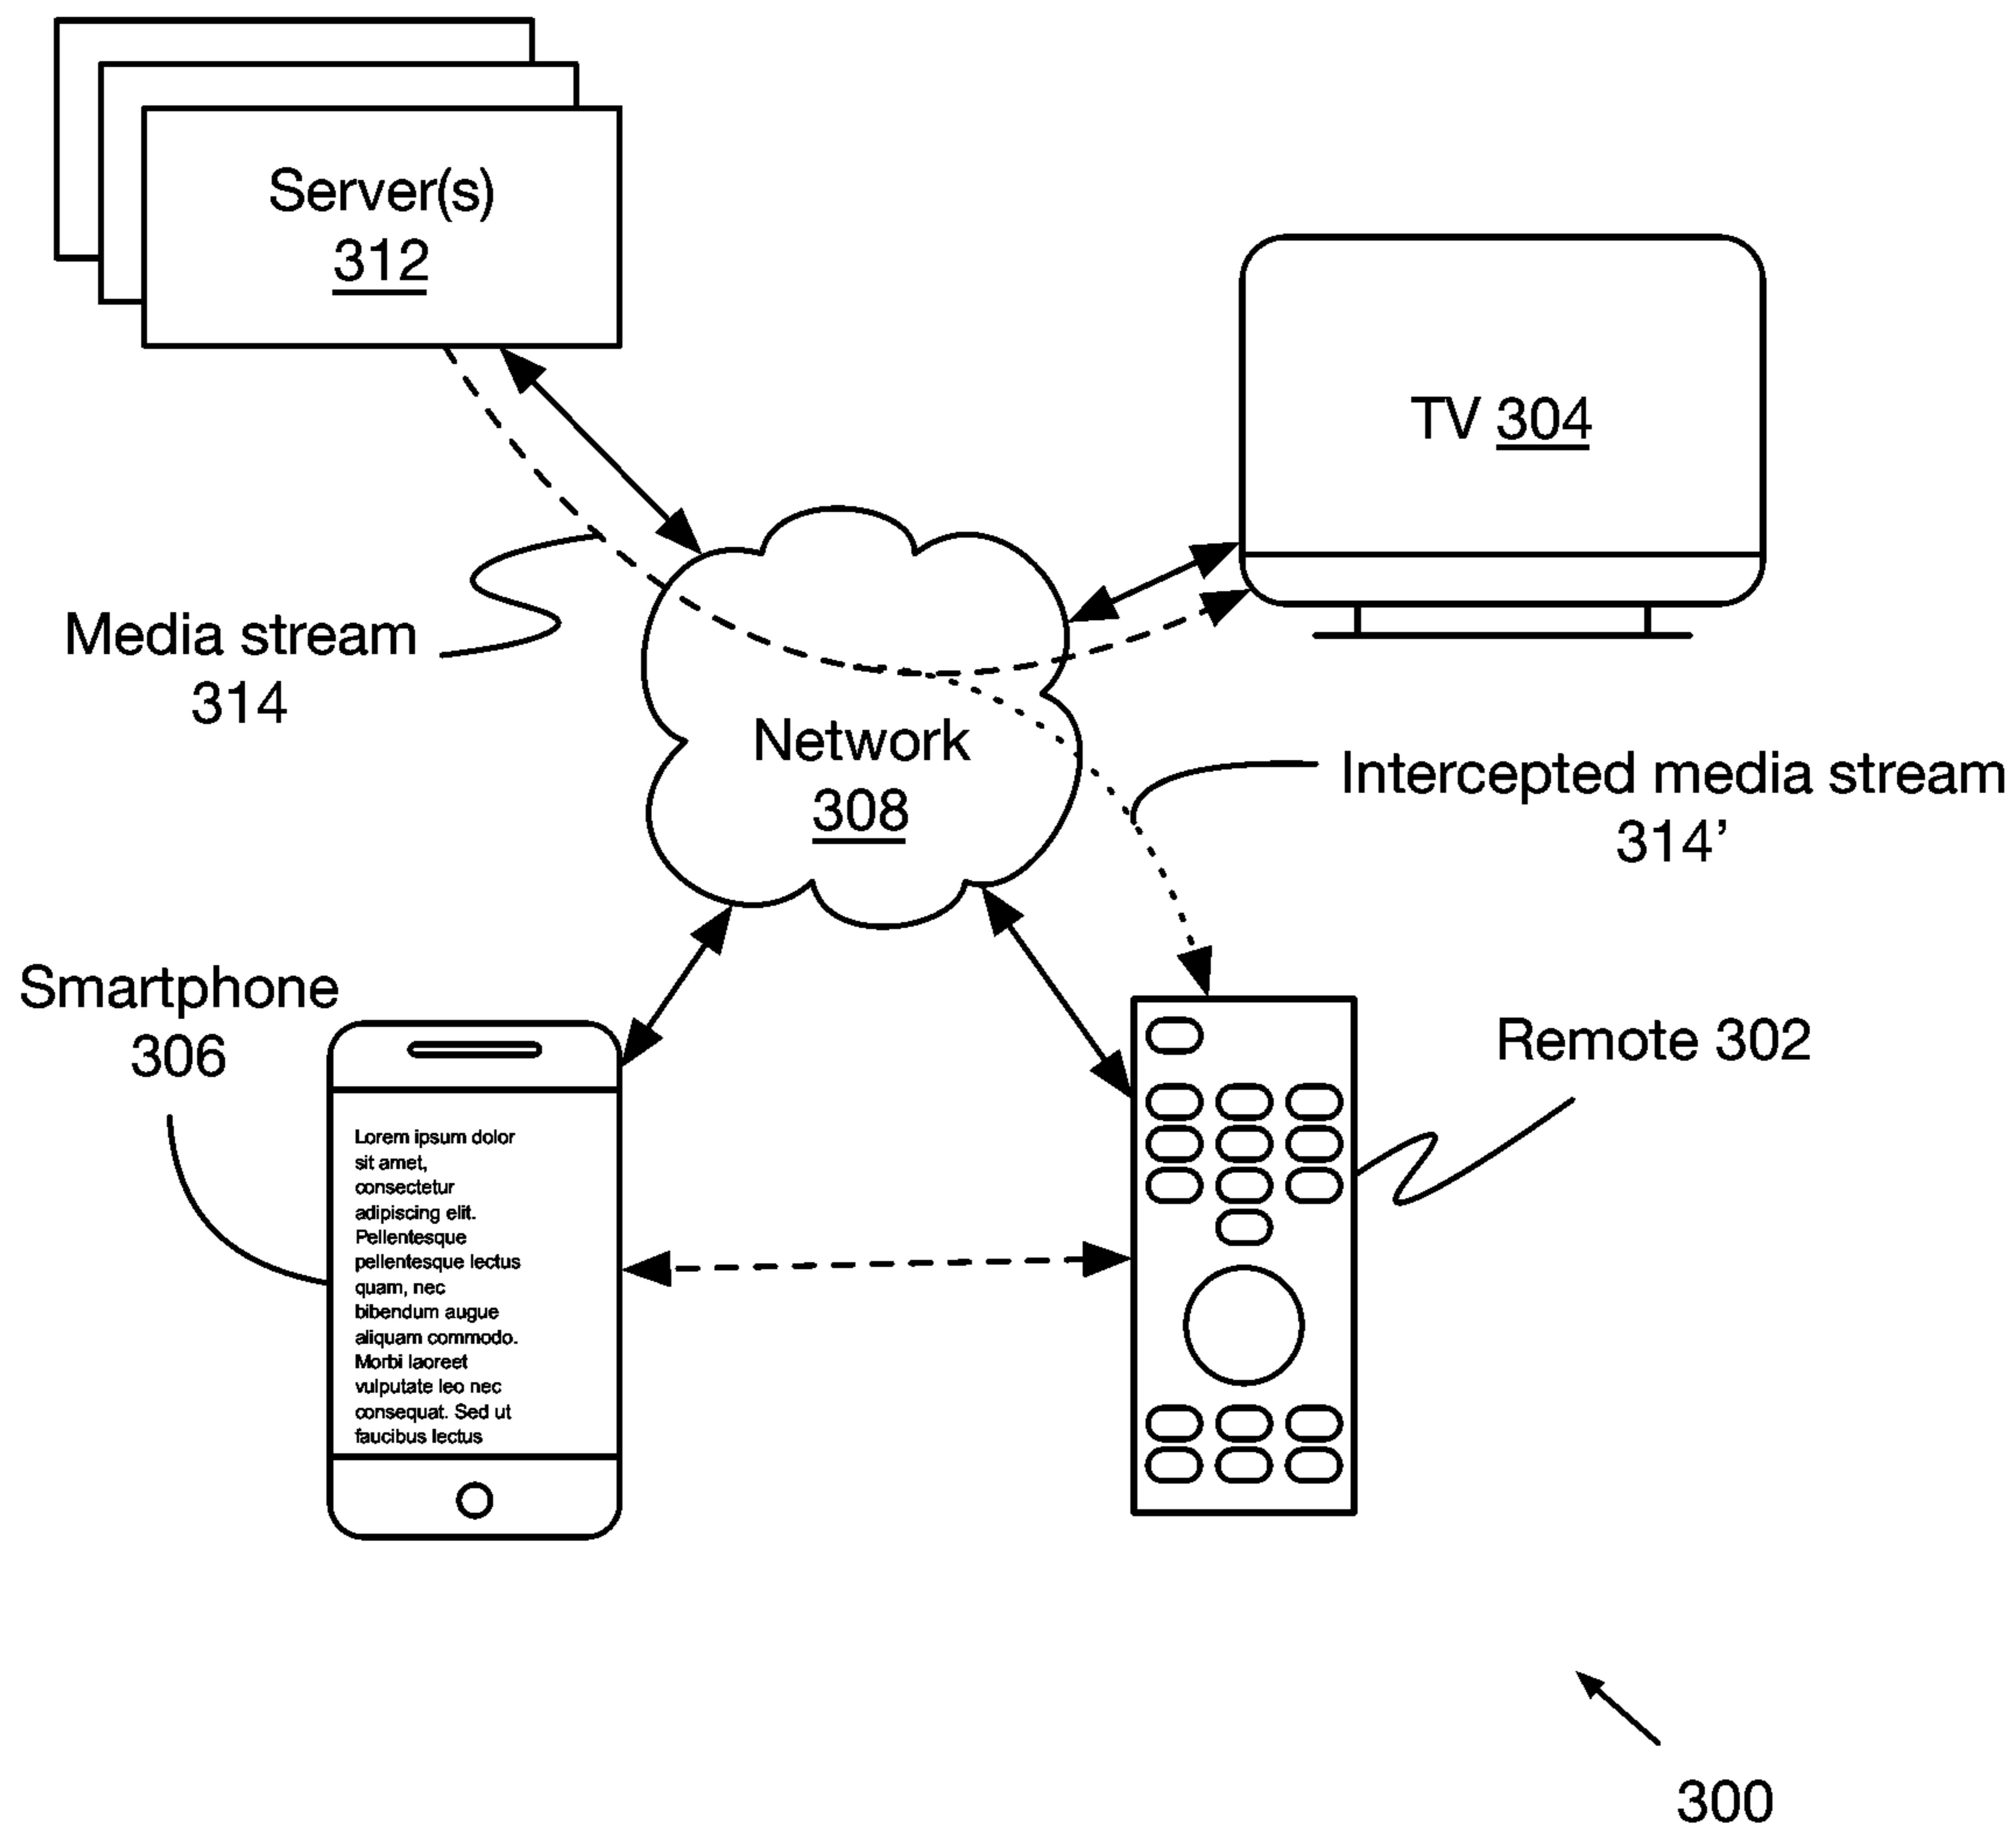 Server(s)
312
TV 304
Media stream
314
Network
308
Intercepted media stream
314’
Smartphone
306
Remote 302
Lorem ipsum dolor
sit amet,
consectetur
adipiscing elit.
Pellentesque
pellentesque lectus
quam, nec
bibendum augue
aliquam commodo.
Morbi laoreet
vulputate leo nec
consequat. Sed ut
faucibus lectus
300